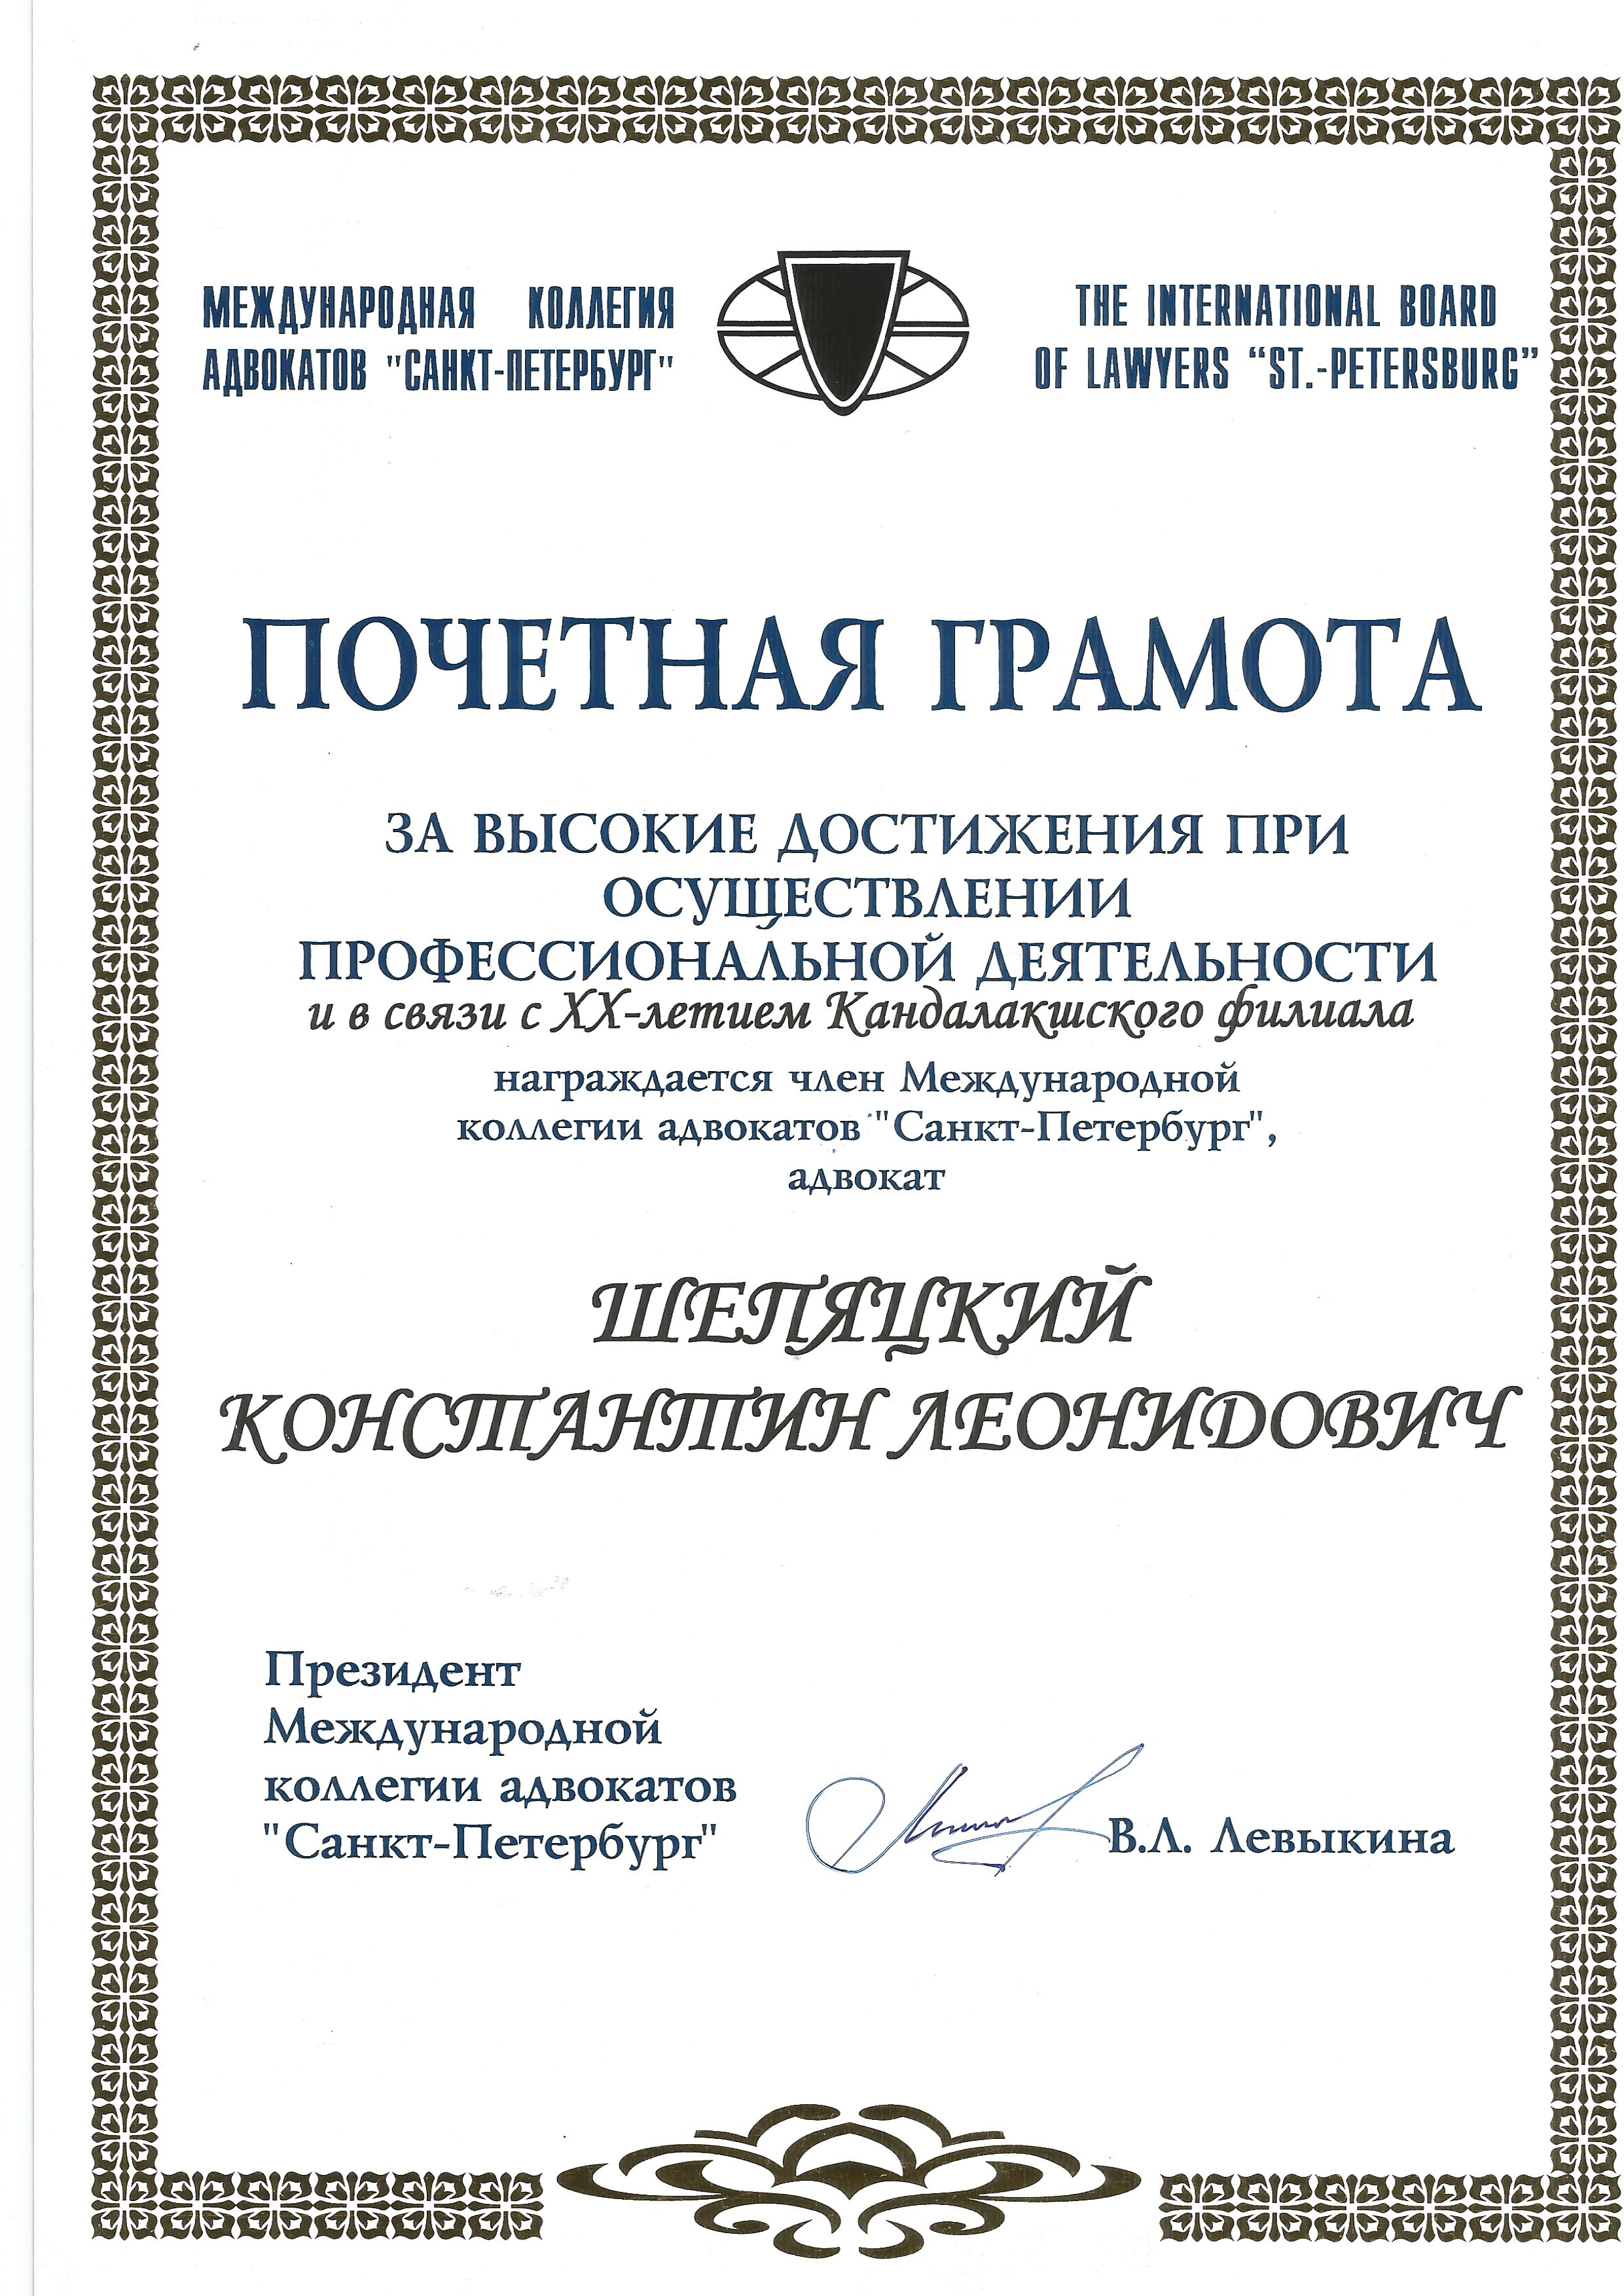 МЕЖДУНАРОДНАЯ КОЛЛЕГИЯ
АДВОКАТОВ "САНКТ-ПЕТЕРБУРГ"
THE INTERNATIONAL BOARD
OF LAWYERS “ST.-PETERSBURG”
ПОЧЕТНАЯ ГРАМОТА
ЗА ВЫСОКИЕ ДОСТИЖЕНИЯ ПРИ
ОСУЩЕСТВЛЕНИИ
ПРОФЕССИОНАЛЬНОЙ ДЕЯТЕЛЬНОСТИ
и в связи с XX-летием Кандалакшского филиала
награждается член Международной
коллегии адвокатов "Санкт-Петербург",
адвокат
ШЕПЯЦКИЙ
КОНСТАНТИН ЛЕОНИДОВИЧ
Президент
Международной
коллегии адвокатов
"Санкт-Петербург"
В.Л. Левыкина